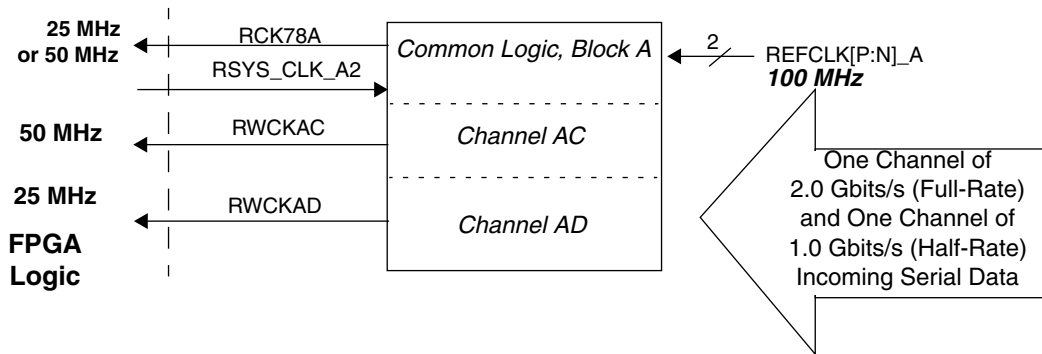 25 MHz
or 50 MHz
RCK78A
RSYS_CLK_A2
Common Logic, Block A
2
REFCLK[P:N]_A
100 MHz
50 MHz
RWCKAC
Channel AC
25 MHz
RWCKAD
Channel AD
FPGA
Logic
One Channel of
2.0 Gbits/s (Full-Rate)
and One Channel of
1.0 Gbits/s (Half-Rate)
Incoming Serial Data